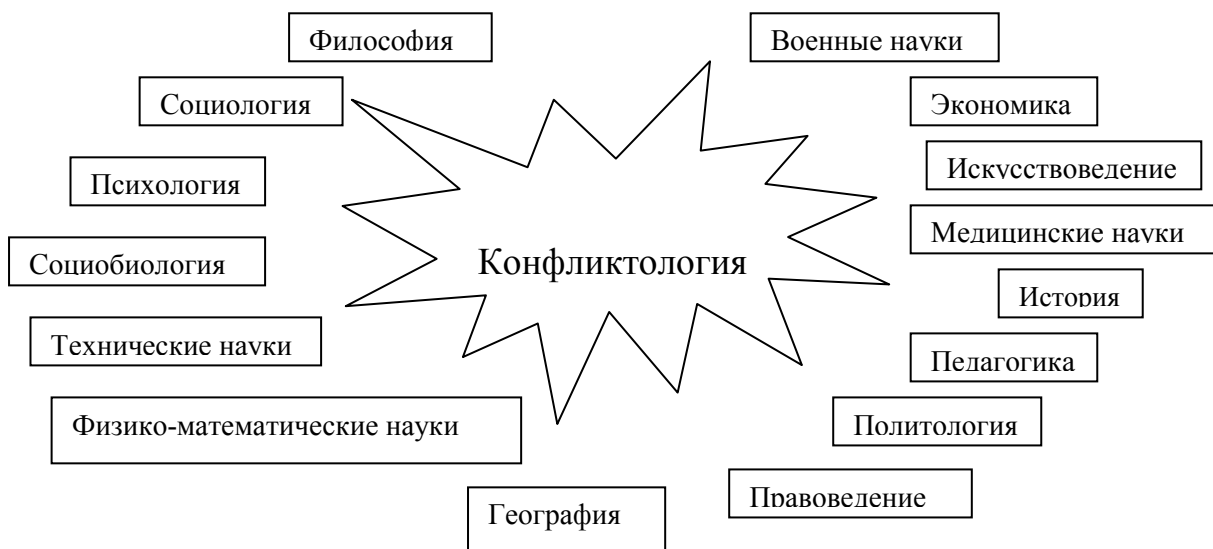 Философия
Военные науки
Социология
Экономика
Психология
Искусствоведение
Медицинские науки
Социобиология
Конфликтология
История
Технические науки
Педагогика
Физико-математические науки
Политология
Правоведение
География